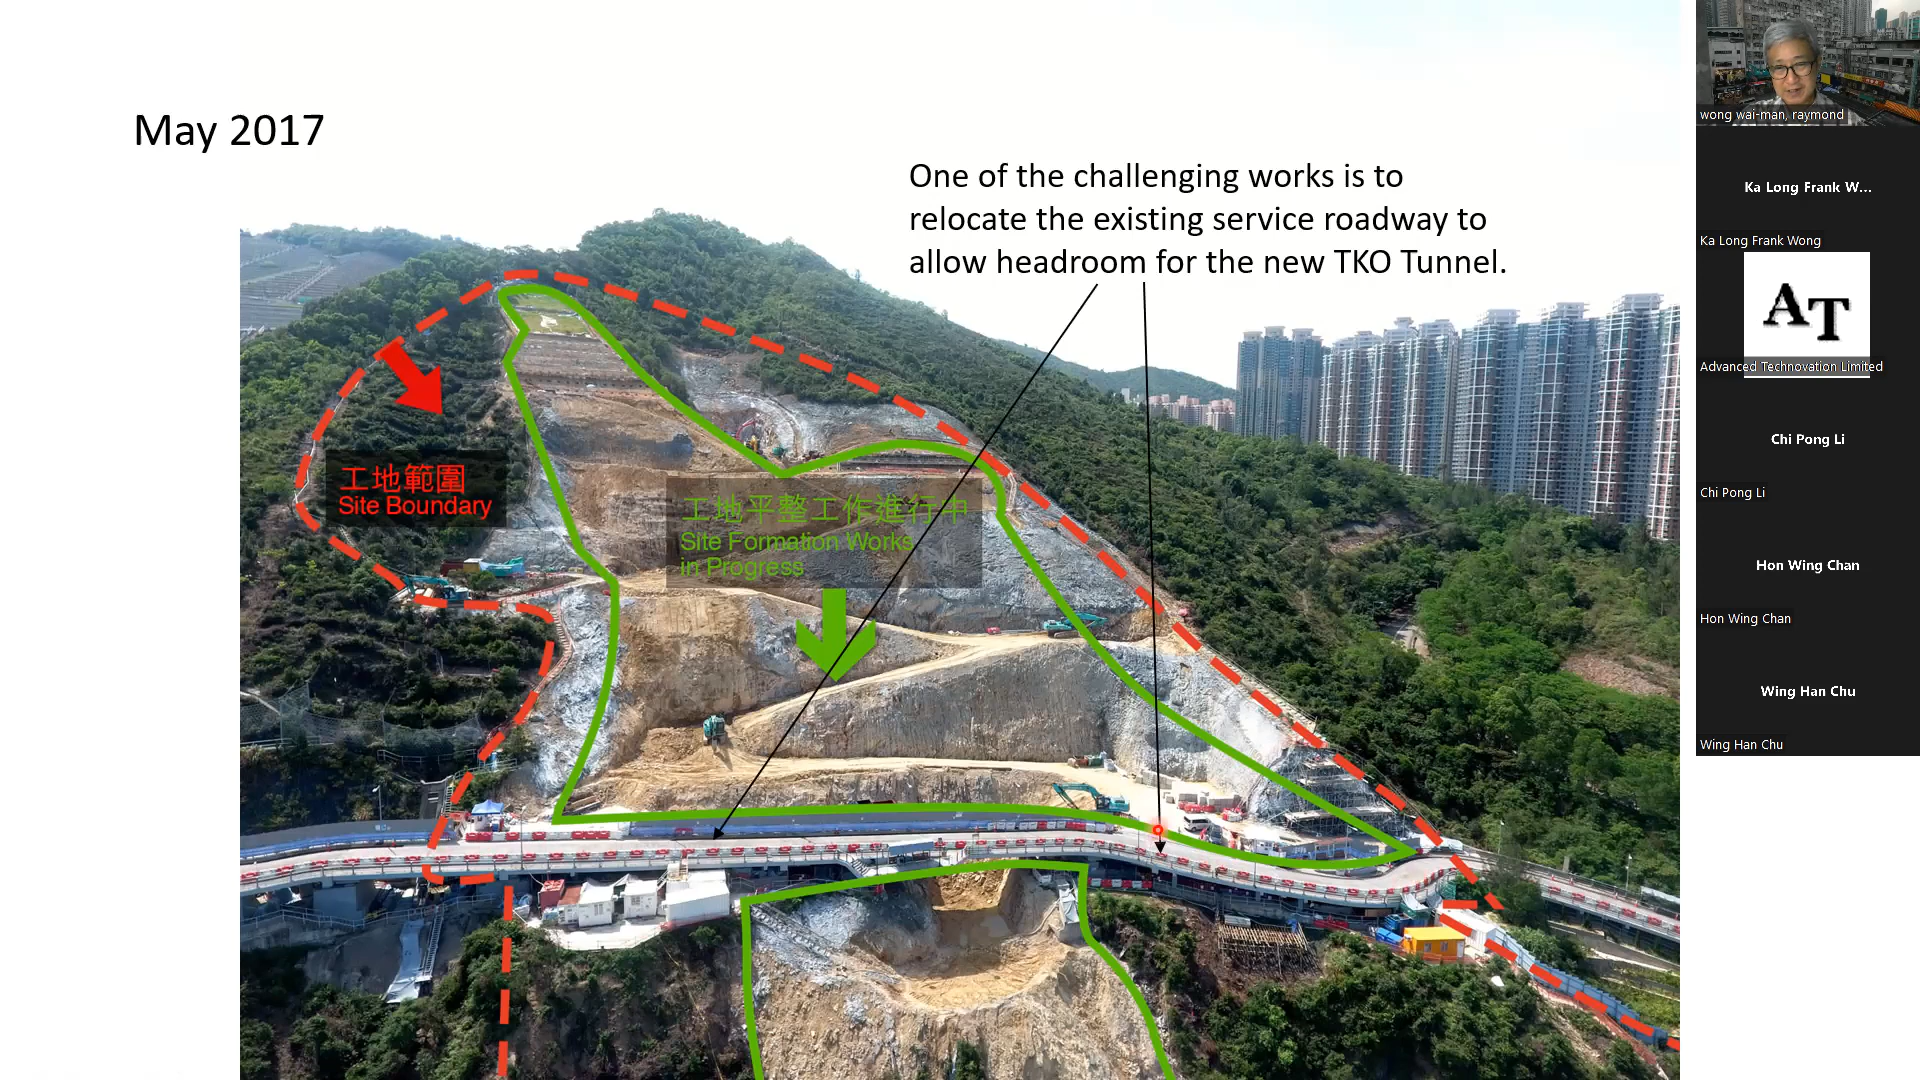 May 2017
One of the challenging works is to
relocate the existing service roadway to
allow headroom for the new TKO Tunnel.
工地範圍
Site Boundary
工地平整工作進行中
Site Formation Works
in Progress
wong wai-man, raymond
Ka Long Frank W...
Ka Long Frank Wong
AT
Advanced Technovation Limited
Chi Pong Li
Chi Pong Li
Hon Wing Chan
Hon Wing Chan
Wing Han Chu
Wing Han Chu